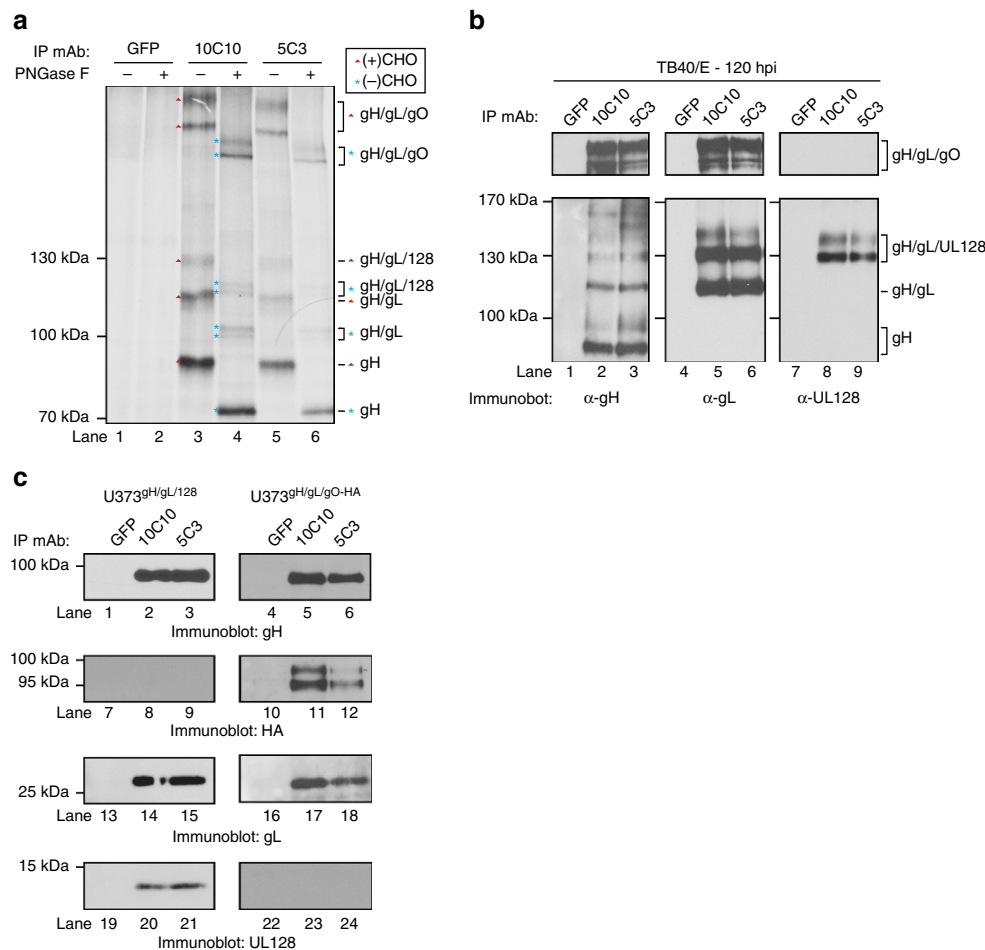 a
IP mAb: GFP 10C10 5C3
PNGase F – + – + – +
(+)CHO
* (–)CHO
gH/gL/gO
* gH/gL/gO
130 kDa
gH/gL/128
* gH/gL/128
gH/gL
100 kDa
* gH/gL
gH
70 kDa
* gH
Lane 1 2 3 4 5 6
b
TB40/E - 120 hpi
IP mAb: GFP 10C10 5C3 GFP 10C10 5C3 GFP 10C10 5C3
gH/gL/gO
170 kDa
130 kDa
gH/gL/UL128
gH/gL
100 kDa
gH
Lane 1 2 3 4 5 6 7 8 9
Immunobot: α-gH α-gL α-UL128
c
U373gH/gL/128 U373gH/gL/gO-HA
IP mAb: GFP 10C10 5C3 GFP 10C10 5C3
100 kDa
Lane 1 2 3 4 5 6
Immunoblot: gH
100 kDa
95 kDa
Lane 7 8 9 10 11 12
Immunoblot: HA
25 kDa
Lane 13 14 15 16 17 18
Immunoblot: gL
15 kDa
Lane 19 20 21 22 23 24
Immunoblot: UL128